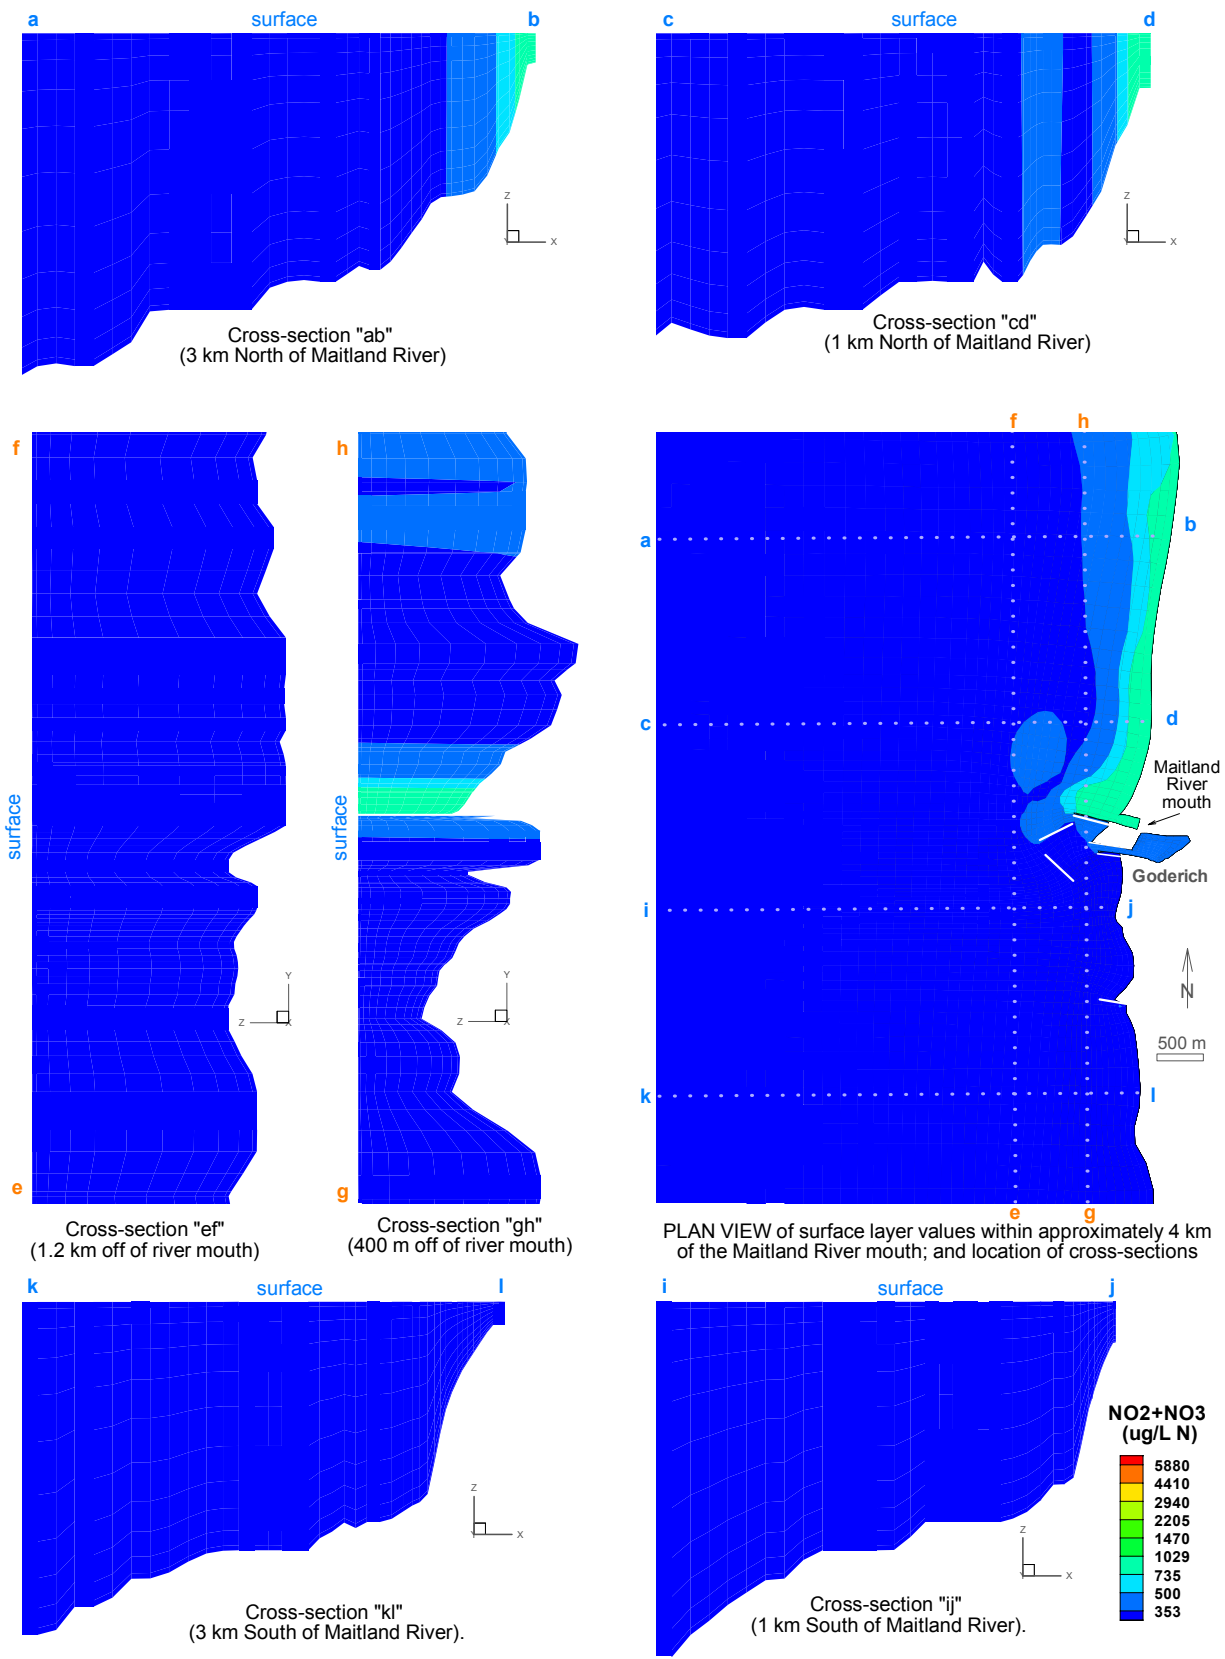 a surface b
c surface d
Z
X
Y
Z
X
Y
Cross-section "ab"
(3 km North of Maitland River)
Cross-section "cd"
(1 km North of Maitland River)
f
h
f h
surface
surface
a
b
c
d
Maitland
River
mouth
Goderich
i
j
N
500 m
k
l
Y
Z X
Y
Z X
e
g
e g
Cross-section "ef"
(1.2 km off of river mouth)
Cross-section "gh"
(400 m off of river mouth)
PLAN VIEW of surface layer values within approximately 4 km
of the Maitland River mouth; and location of cross-sections
k surface l
i surface j
Z
Y X
Z
Y X
Cross-section "kl"
(3 km South of Maitland River).
Cross-section "ij"
(1 km South of Maitland River).
NO2+NO3
(ug/L N)
5880
4410
2940
2205
1470
1029
735
500
353